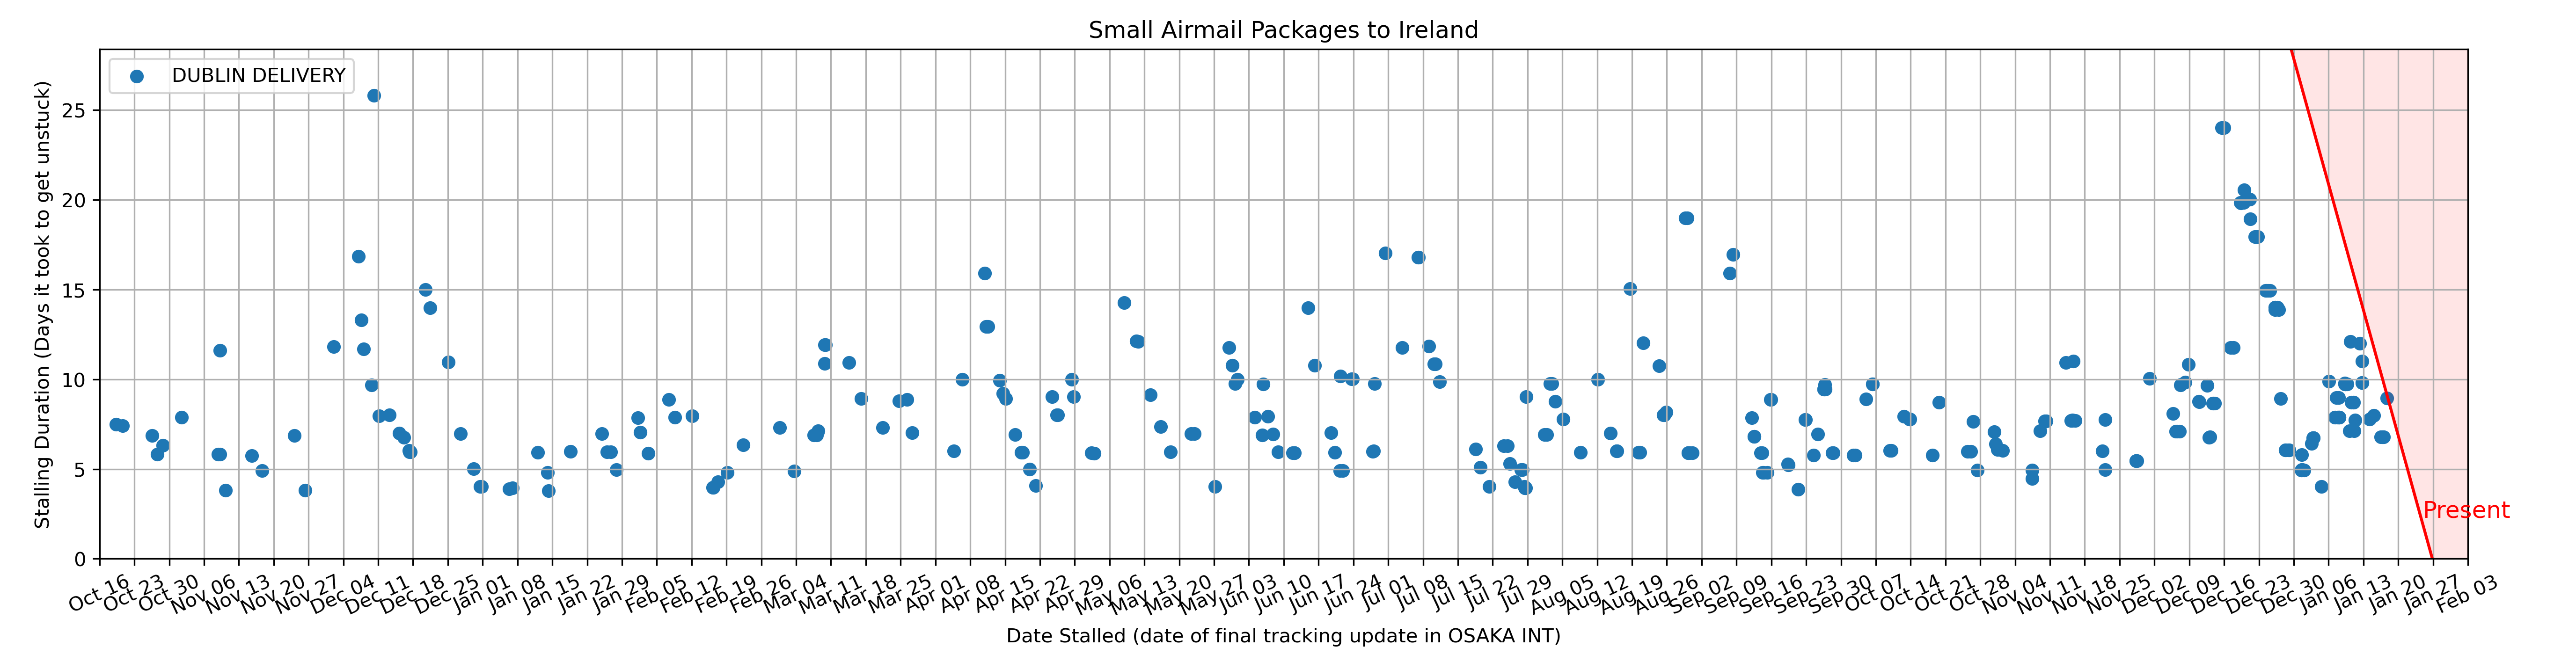 Small Airmail Packages to Ireland
DUBLIN DELIVERY
Stalling Duration (Days it took to get unstuck)
25
20
15
10
5
0
Present
Oct 16
Oct 23
Oct 30
Nov 06
Nov 13
Nov 20
Nov 27
Dec 04
Dec 11
Dec 18
Dec 25
Jan 01
Jan 08
Jan 15
Jan 22
Jan 29
Feb 05
Feb 12
Feb 19
Feb 26
Mar 04
Mar 11
Mar 18
Mar 25
Apr 01
Apr 08
Apr 15
Apr 22
Apr 29
May 06
May 13
May 20
May 27
Jun 03
Jun 10
Jun 17
Jun 24
Jul 01
Jul 08
Jul 15
Jul 22
Jul 29
Aug 05
Aug 12
Aug 19
Aug 26
Sep 02
Sep 09
Sep 16
Sep 23
Sep 30
Oct 07
Oct 14
Oct 21
Oct 28
Nov 04
Nov 11
Nov 18
Nov 25
Dec 02
Dec 09
Dec 16
Dec 23
Dec 30
Jan 06
Jan 13
Jan 20
Jan 27
Feb 03
Date Stalled (date of final tracking update in OSAKA INT)